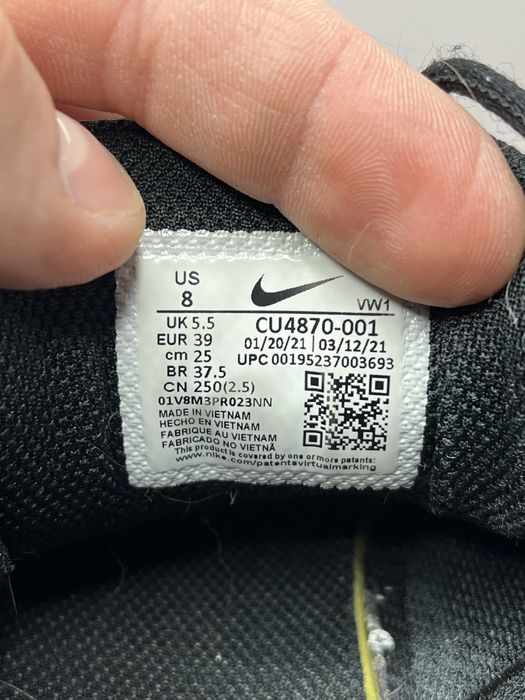 US
8
VW1
UK 5.5
EUR 39
cm 25
BR 37.5
CN 250(2.5)
CU4870-001
01/20/21 | 03/12/21
UPC 00195237003693
01V8M3PR023NN
MADE IN VIETNAM
HECHO EN VIETNAM
FABRIQUE AU VIETNAM
FABRICADO NO VIETNÃ
This product is covered by one or more patents:
www.nike.com/patentsvirtualmarking